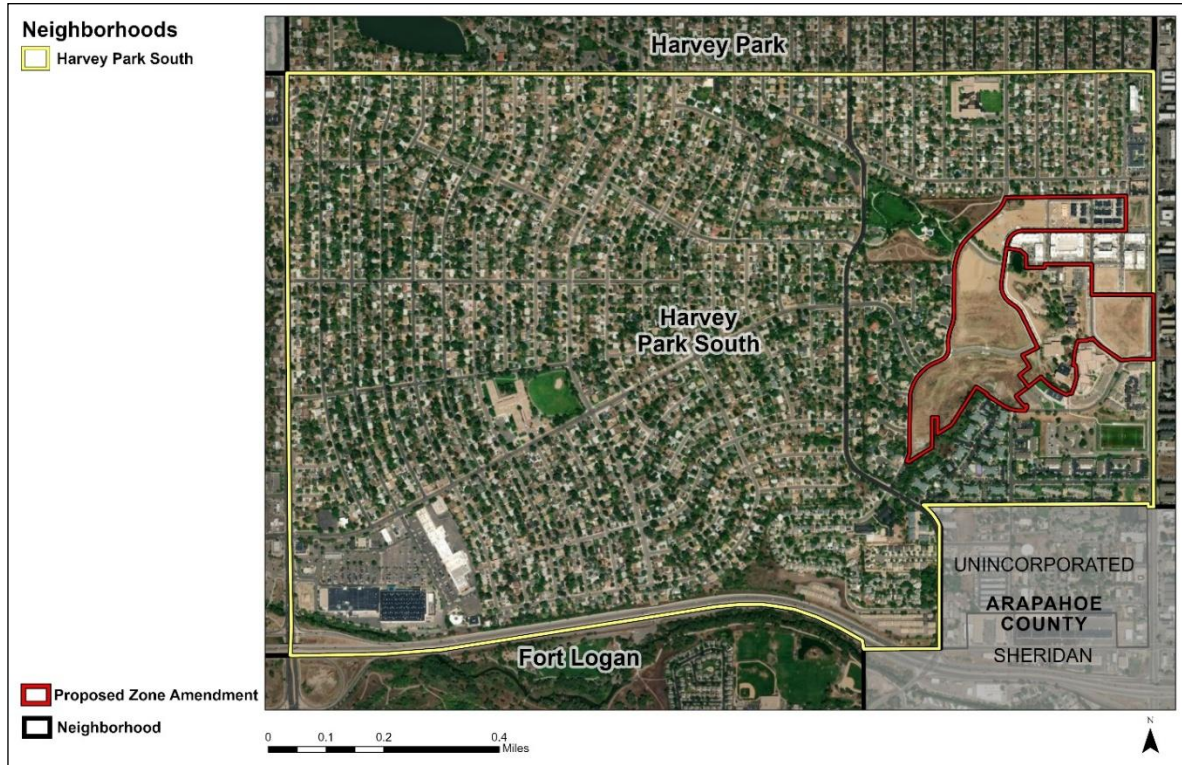 Neighborhoods
Harvey Park South
Harvey Park
Harvey
Park South
UNINCORPORATED
ARAPAHOE
COUNTY
SHERIDAN
Fort Logan
Proposed Zone Amendment
Neighborhood
0 0.1 0.2 0.4
Miles
N